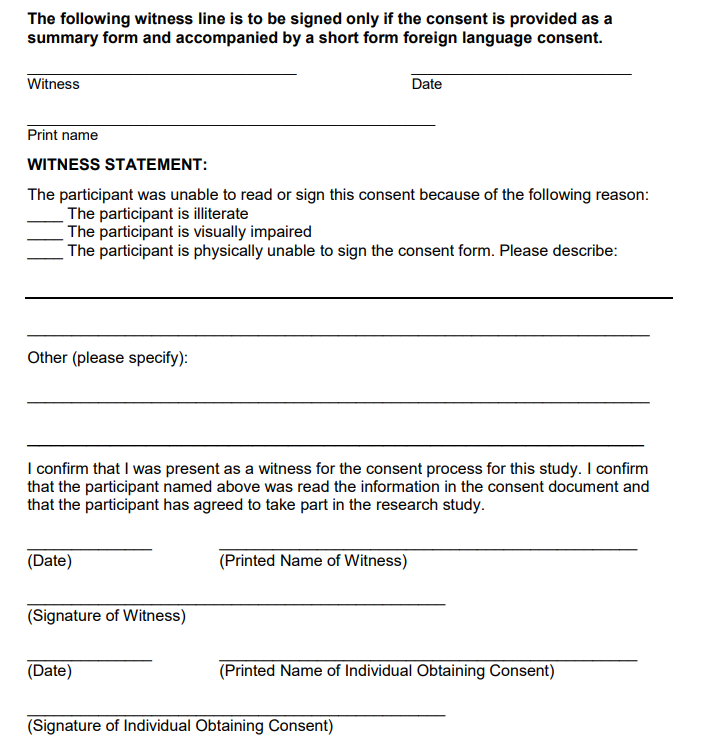 The following witness line is to be signed only if the consent is provided as a
summary form and accompanied by a short form foreign language consent.
Witness Date
Print name
WITNESS STATEMENT:
The participant was unable to read or sign this consent because of the following reason:
____ The participant is illiterate
____ The participant is visually impaired
____ The participant is physically unable to sign the consent form. Please describe:
Other (please specify):
I confirm that I was present as a witness for the consent process for this study. I confirm
that the participant named above was read the information in the consent document and
that the participant has agreed to take part in the research study.
(Date) (Printed Name of Witness)
(Signature of Witness)
(Date) (Printed Name of Individual Obtaining Consent)
(Signature of Individual Obtaining Consent)